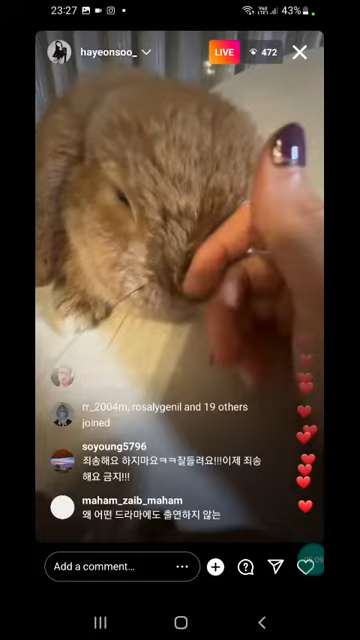 23:27
43%
hayeonsoo_
LIVE
472
rr_2004m, rosalygenil and 19 others
joined
soyoung5796
죄송해요 하지마요ㅋㅋ잘들려요!!!이제 죄송
해요 금지!!!
maham_zaib_maham
왜 어떤 드라마에도 출연하지 않는
Add a comment…